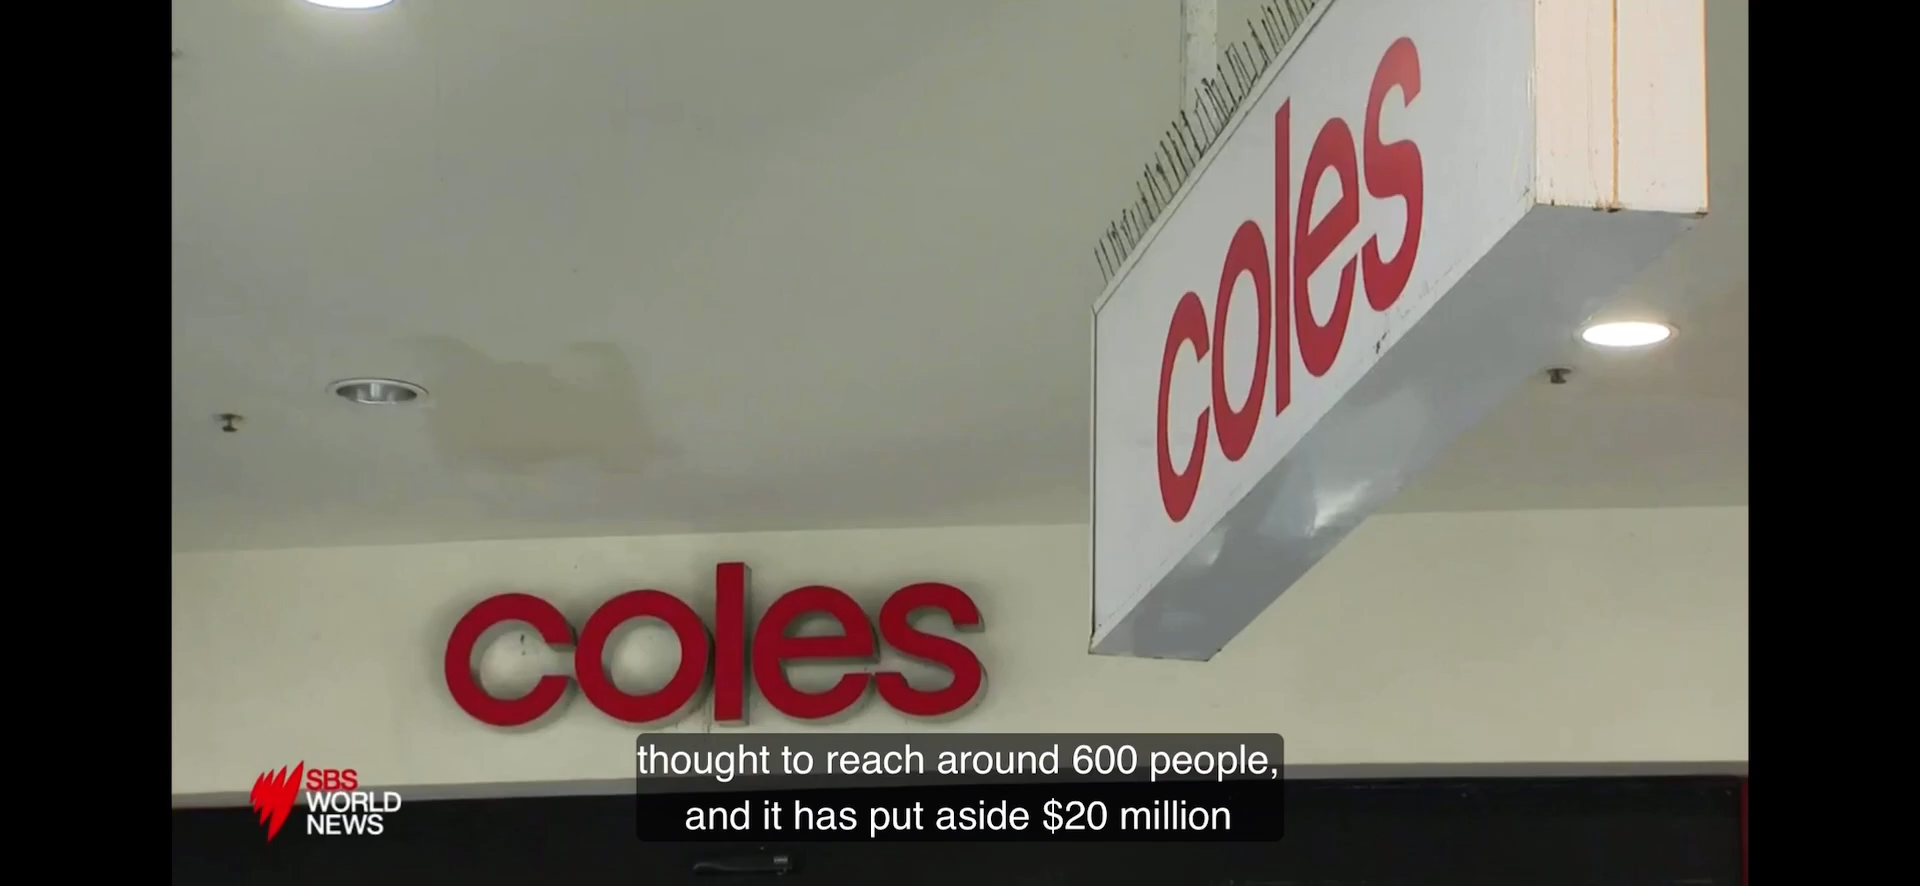 coles
coles
thought to reach around 600 people,
and it has put aside $20 million
SBS
WORLD
NEWS